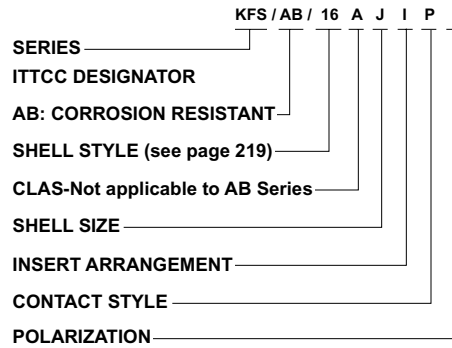 KFS / AB / 16 A J I P
SERIES
ITTCC DESIGNATOR
AB: CORROSION RESISTANT
SHELL STYLE (see page 219)
CLAS-Not applicable to AB Series
SHELL SIZE
INSERT ARRANGEMENT
CONTACT STYLE
POLARIZATION